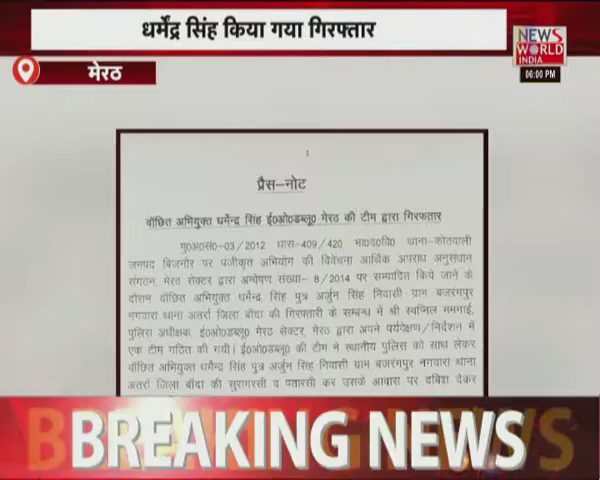 धर्मेंद्र सिंह किया गया गिरफ्तार
NEWS
WORLD
INDIA
06:00 PM
मेरठ
1
प्रैस-नोट
वॉछित अभियुक्त धर्मेन्द्र सिंह ई0ओ0डब्लू0 मेरठ की टीम द्वारा गिरफतार
मु0अ0सं0-03/2012 धारा-409/420 भा0द0वि0 थाना-कोतवाली
जनपद बिजनौर पर पंजीकृत अभियोग की विवेचना आर्थिक अपराध अनुसंधान
संगठन, मेरठ सेक्टर द्वारा अन्वेषण संख्या- 8/2014 पर सम्पादित किये जाने के
दौरान वॉछित अभियुक्त धर्मेन्द्र सिंह पुत्र अर्जुन सिंह निवासी ग्राम बजरंगपुर
नगयारा थाना अतर्रा जिला बाँदा की गिरफ्तारी के सम्बन्ध में श्री स्वप्निल ममगाई,
पुलिस अधीक्षक, ई0ओ0डब्लू0 मेरठ सेक्टर, मेरठ द्वारा अपने पर्यवेक्षण/निर्देशन में
एक टीम गठित की गयी। ई0ओ0डब्लू0 की टीम ने स्थानीय पुलिस को साथ लेकर
वॉछित अभियुक्त धर्मेन्द्र सिंह पुत्र अर्जुन सिंह निवासी ग्राम बजरंगपुर नगयारा थाना
अतर्रा जिला बाँदा की सुरागरसी व पतारसी कर उसके आवास पर दबिश देकर
BREAKING NEWS